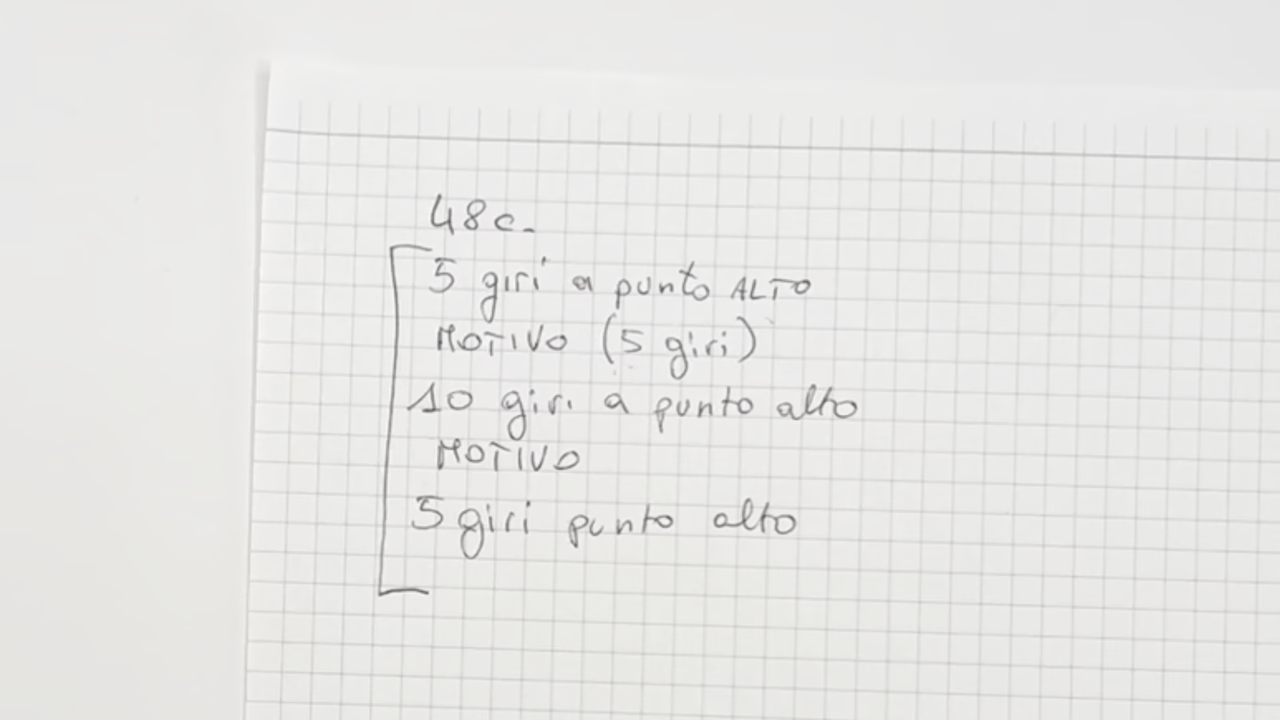 48c.
5 giri a punto ALTO
MOTIVO (5 giri)
10 giri a punto alto
MOTIVO
5 giri punto alto